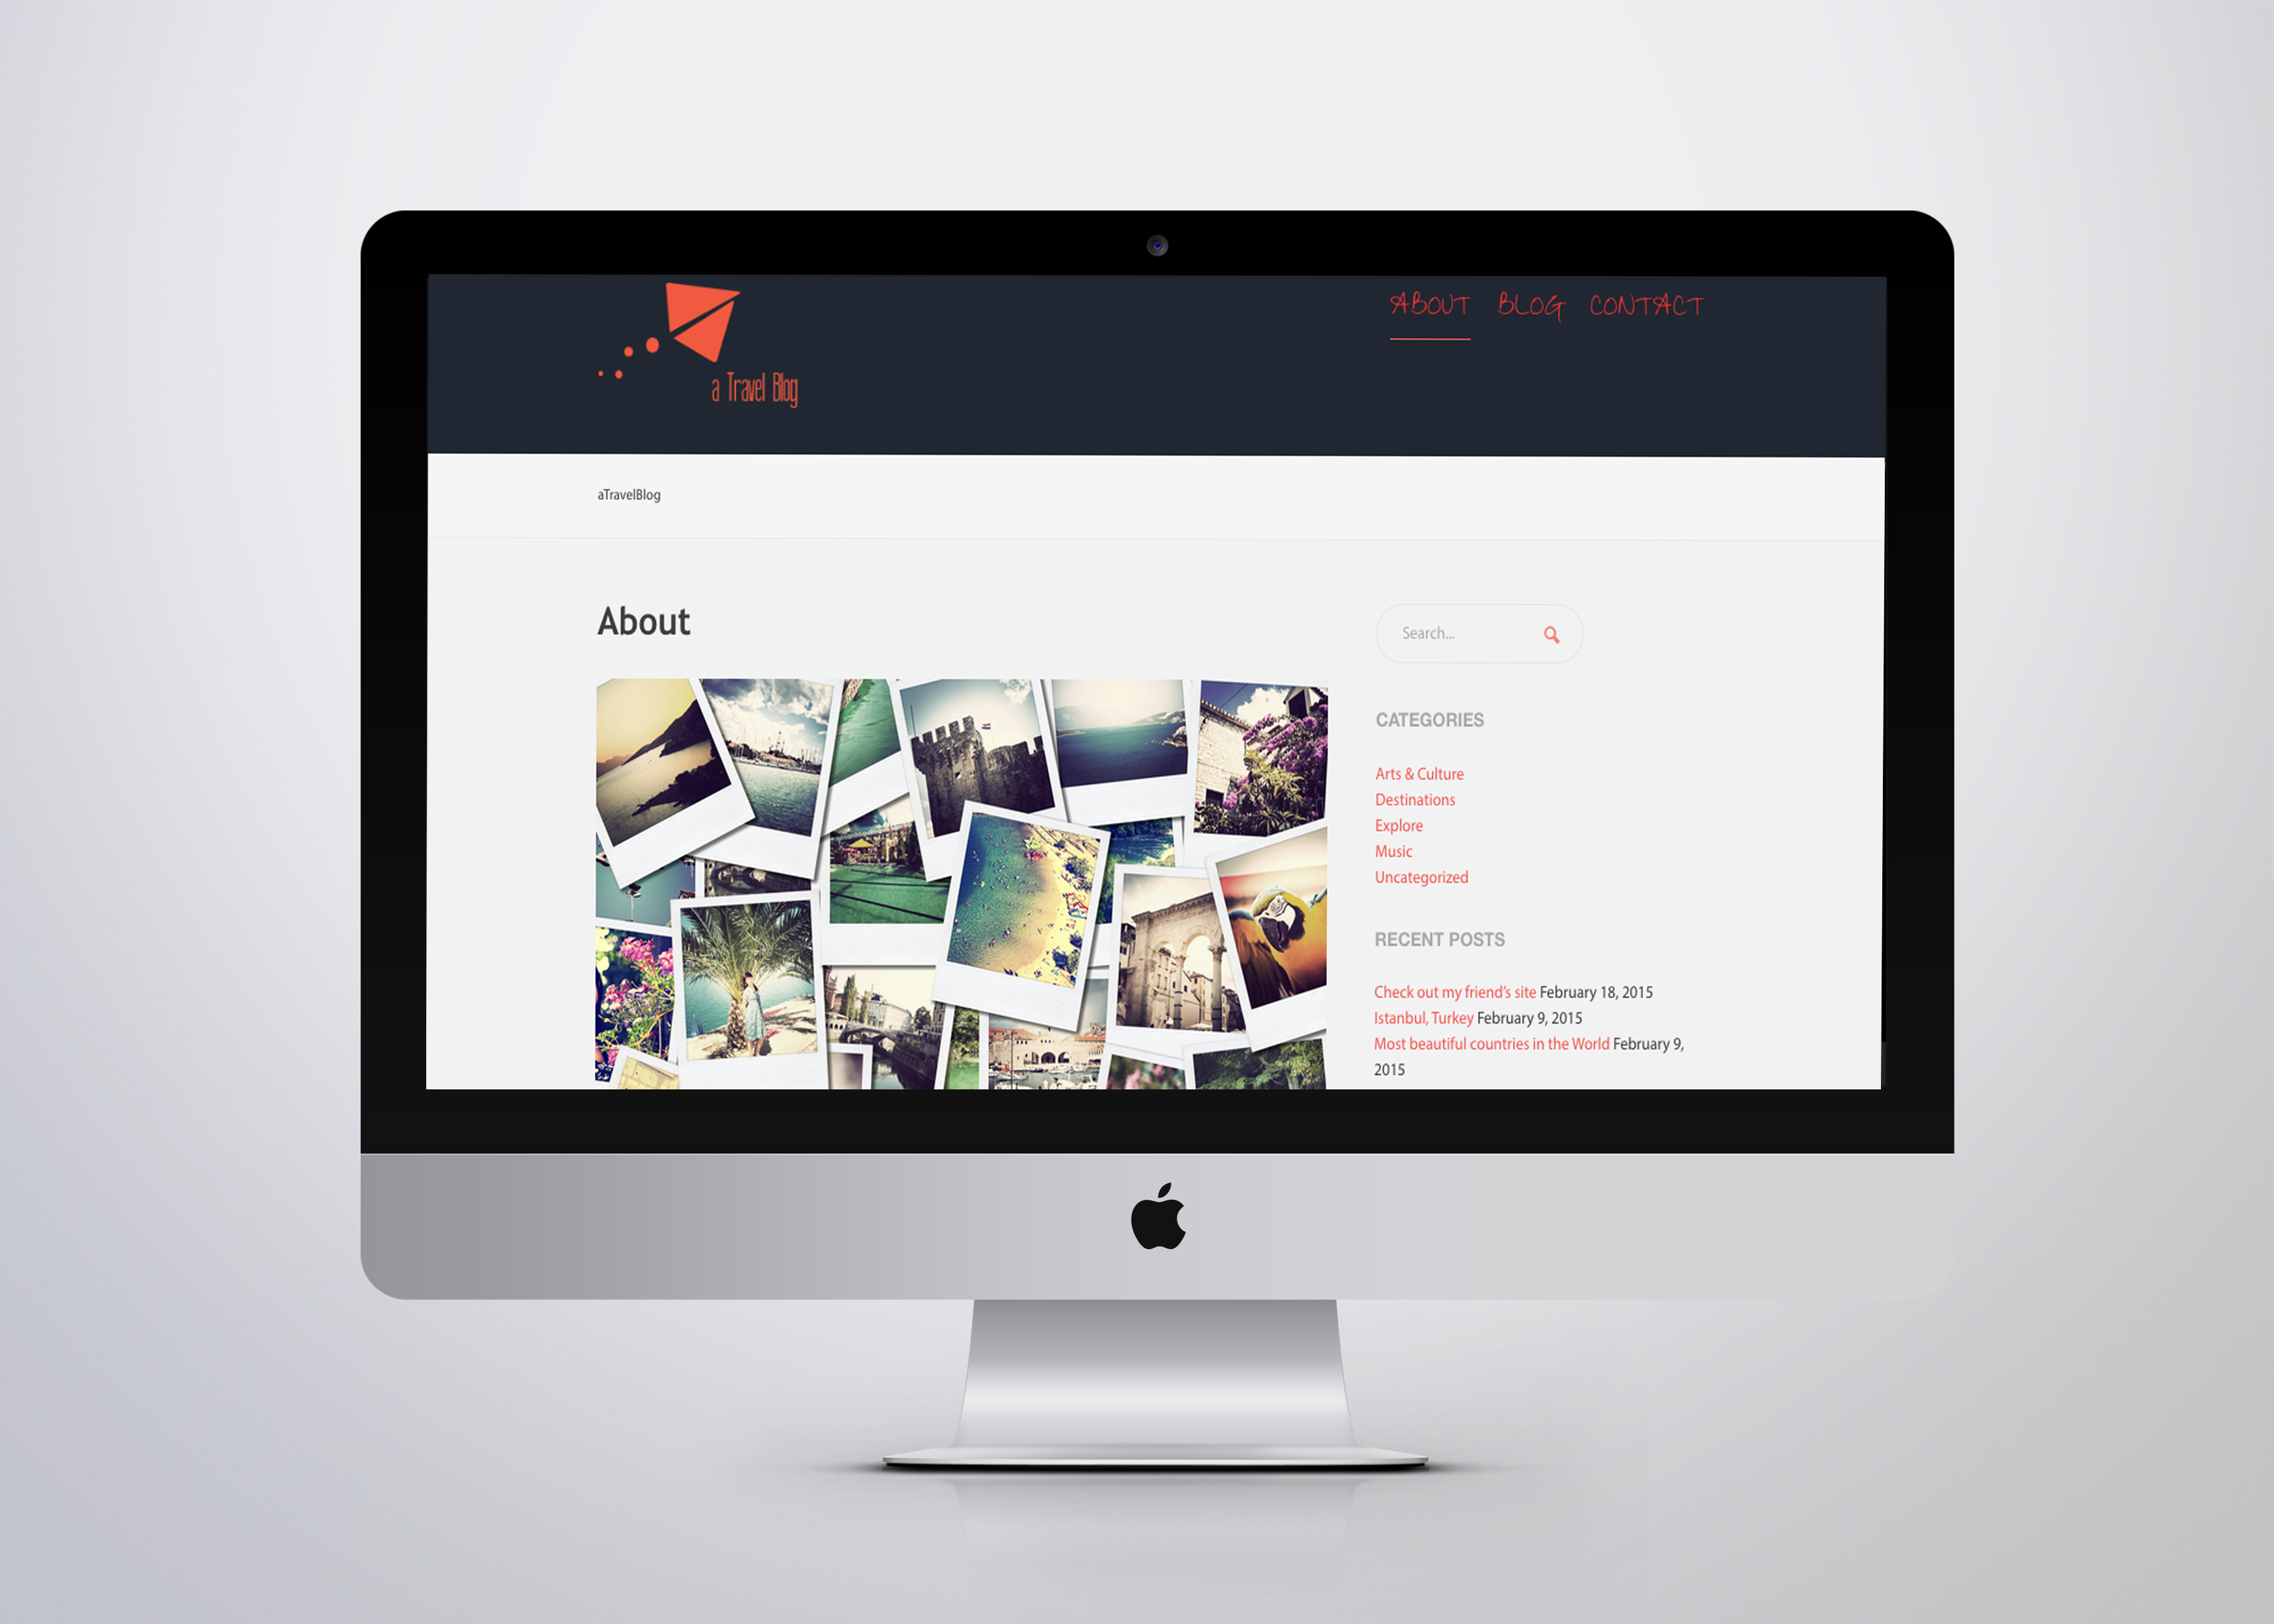 ABOUT BLOG CONTACT
a Travel Blog
aTravelBlog
About
Search...
CATEGORIES
Arts & Culture
Destinations
Explore
Music
Uncategorized
RECENT POSTS
Check out my friend's site February 18, 2015
Istanbul, Turkey February 9, 2015
Most beautiful countries in the World February 9,
2015